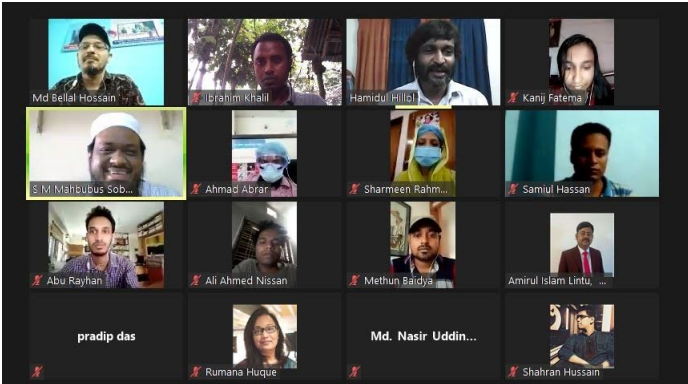 Md Bellal Hossain
Ibrahim Khalil
Hamidul Hillol
Kanij Fatema
S M Mahbubus Sob...
Ahmad Abrar
Sharmeen Rahm...
Samiul Hassan
Abu Rayhan
Ali Ahmed Nissan
Methun Baidya
Amirul Islam Lintu, ...
pradip das
Rumana Huque
Md. Nasir Uddin...
Shahran Hussain